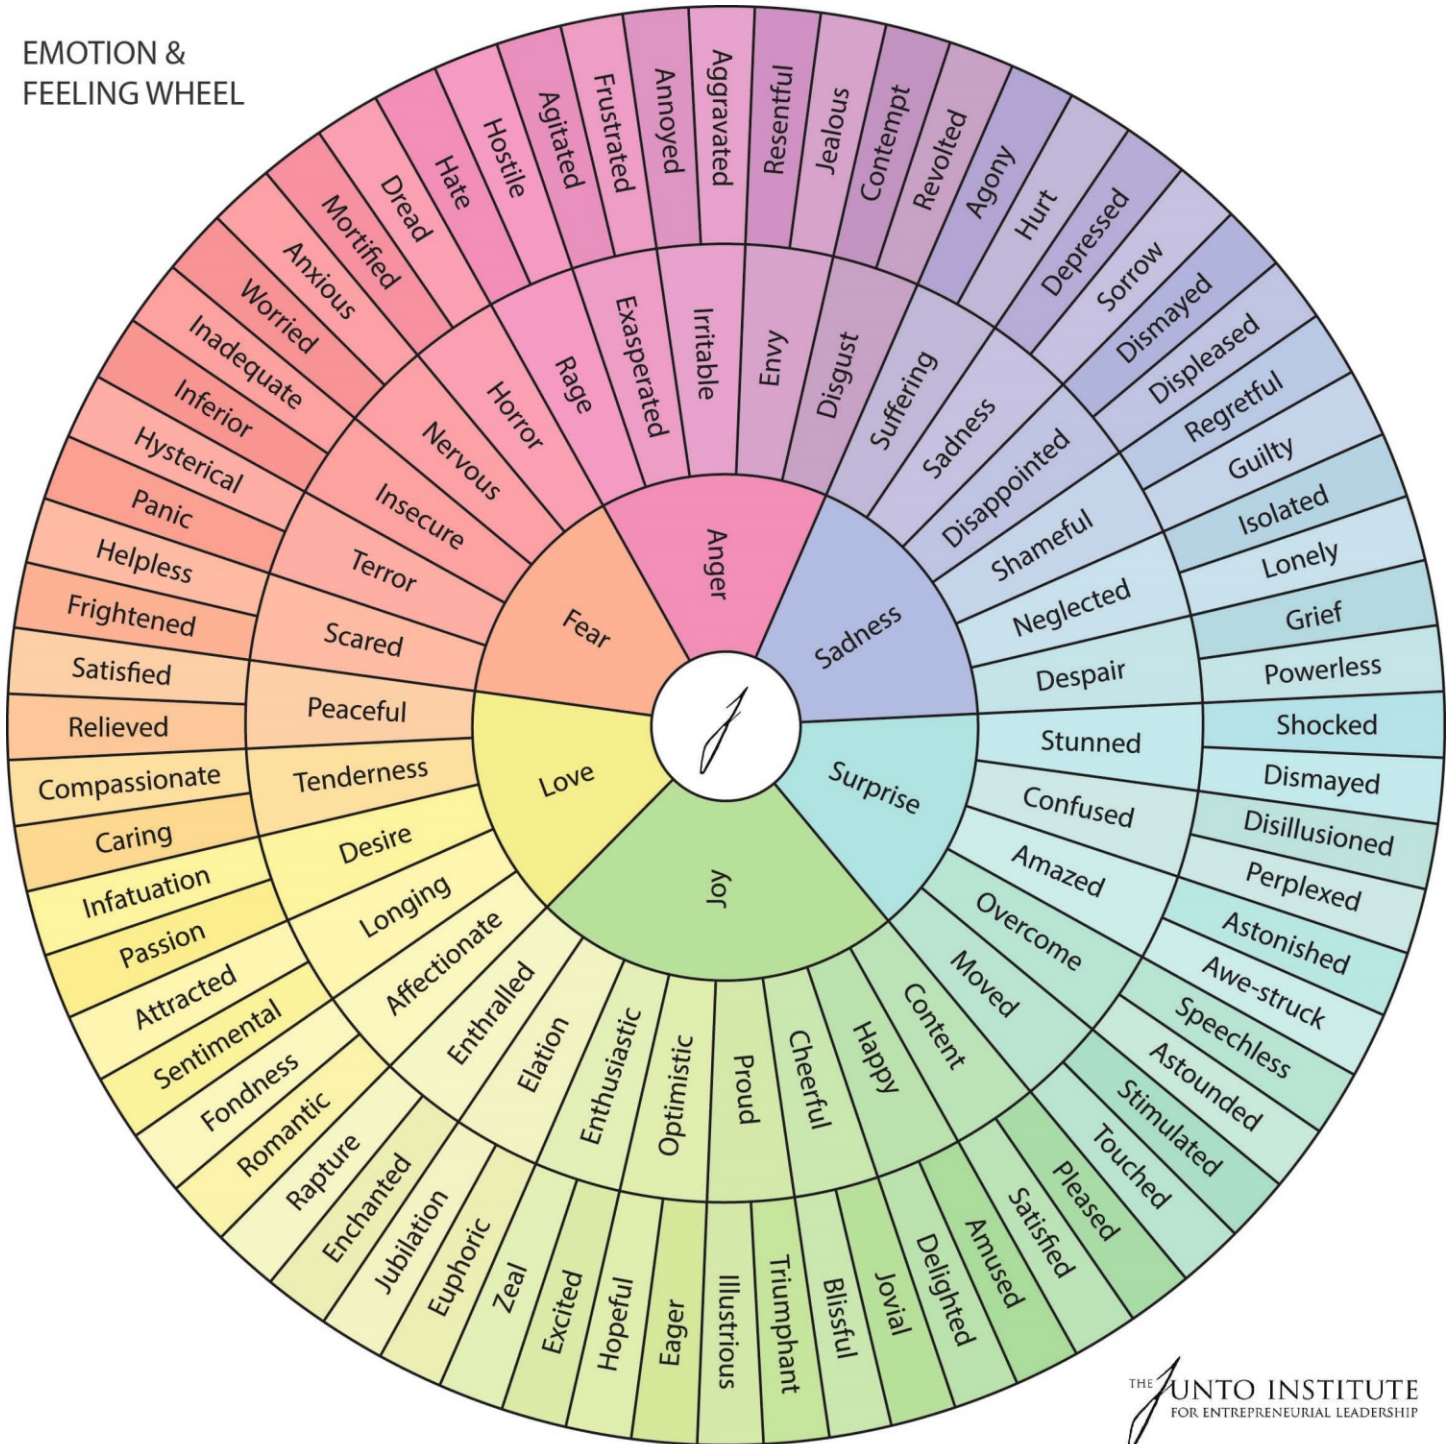 EMOTION &
FEELING WHEEL
Anger
Sadness
Surprise
Joy
Love
Fear
Rage
Exasperated
Irritable
Envy
Disgust
Suffering
Sadness
Disappointed
Shameful
Neglected
Despair
Stunned
Confused
Amazed
Overcome
Moved
Content
Happy
Cheerful
Proud
Optimistic
Enthusiastic
Elation
Enthralled
Affectionate
Longing
Desire
Tenderness
Peaceful
Scared
Terror
Insecure
Nervous
Horror
Hate
Hostile
Agitated
Frustrated
Annoyed
Aggravated
Resentful
Jealous
Contempt
Revolted
Agony
Hurt
Depressed
Sorrow
Dismayed
Displeased
Regretful
Guilty
Isolated
Lonely
Grief
Powerless
Shocked
Dismayed
Disillusioned
Perplexed
Astonished
Awe-struck
Speechless
Astounded
Stimulated
Touched
Pleased
Satisfied
Amused
Delighted
Jovial
Blissful
Triumphant
Illustrious
Eager
Hopeful
Excited
Zeal
Euphoric
Jubilation
Enchanted
Rapture
Romantic
Fondness
Sentimental
Attracted
Passion
Infatuation
Caring
Compassionate
Relieved
Satisfied
Frightened
Helpless
Panic
Hysterical
Inferior
Inadequate
Worried
Anxious
Mortified
Dread
THE JUNTO INSTITUTE
FOR ENTREPRENEURIAL LEADERSHIP